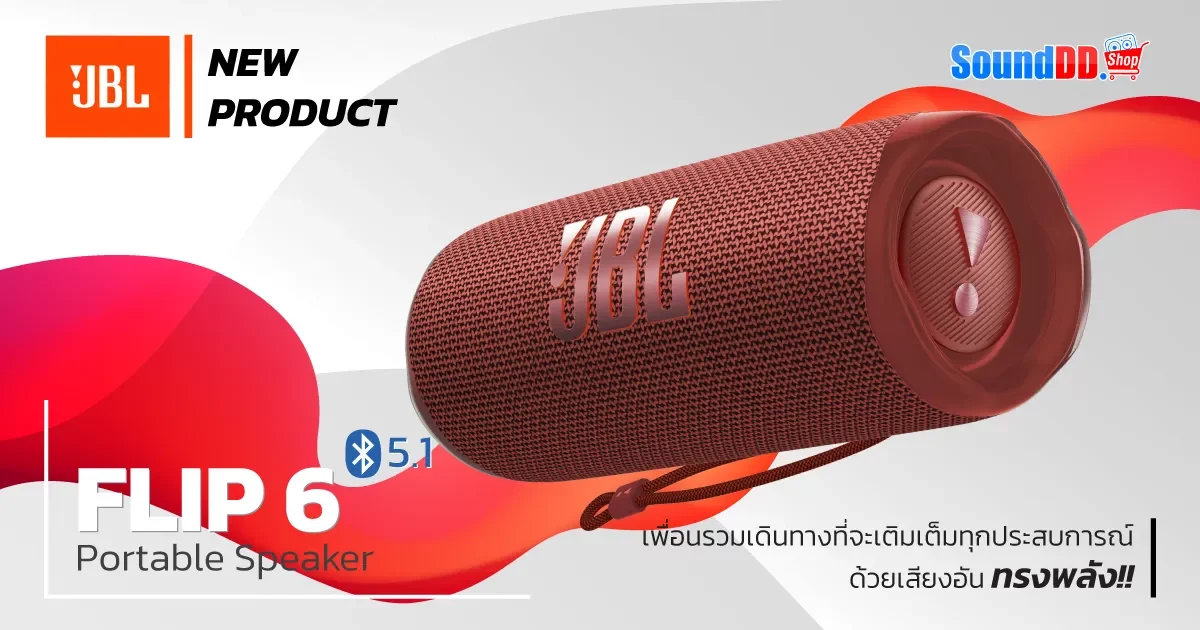 JBL
NEW
PRODUCT
SoundDD.Shop
JBL
5.1
FLIP 6
Portable Speaker
เพื่อนรวมเดินทางที่จะเติมเต็มทุกประสบการณ์
ด้วยเสียงอัน ทรงพลัง!!